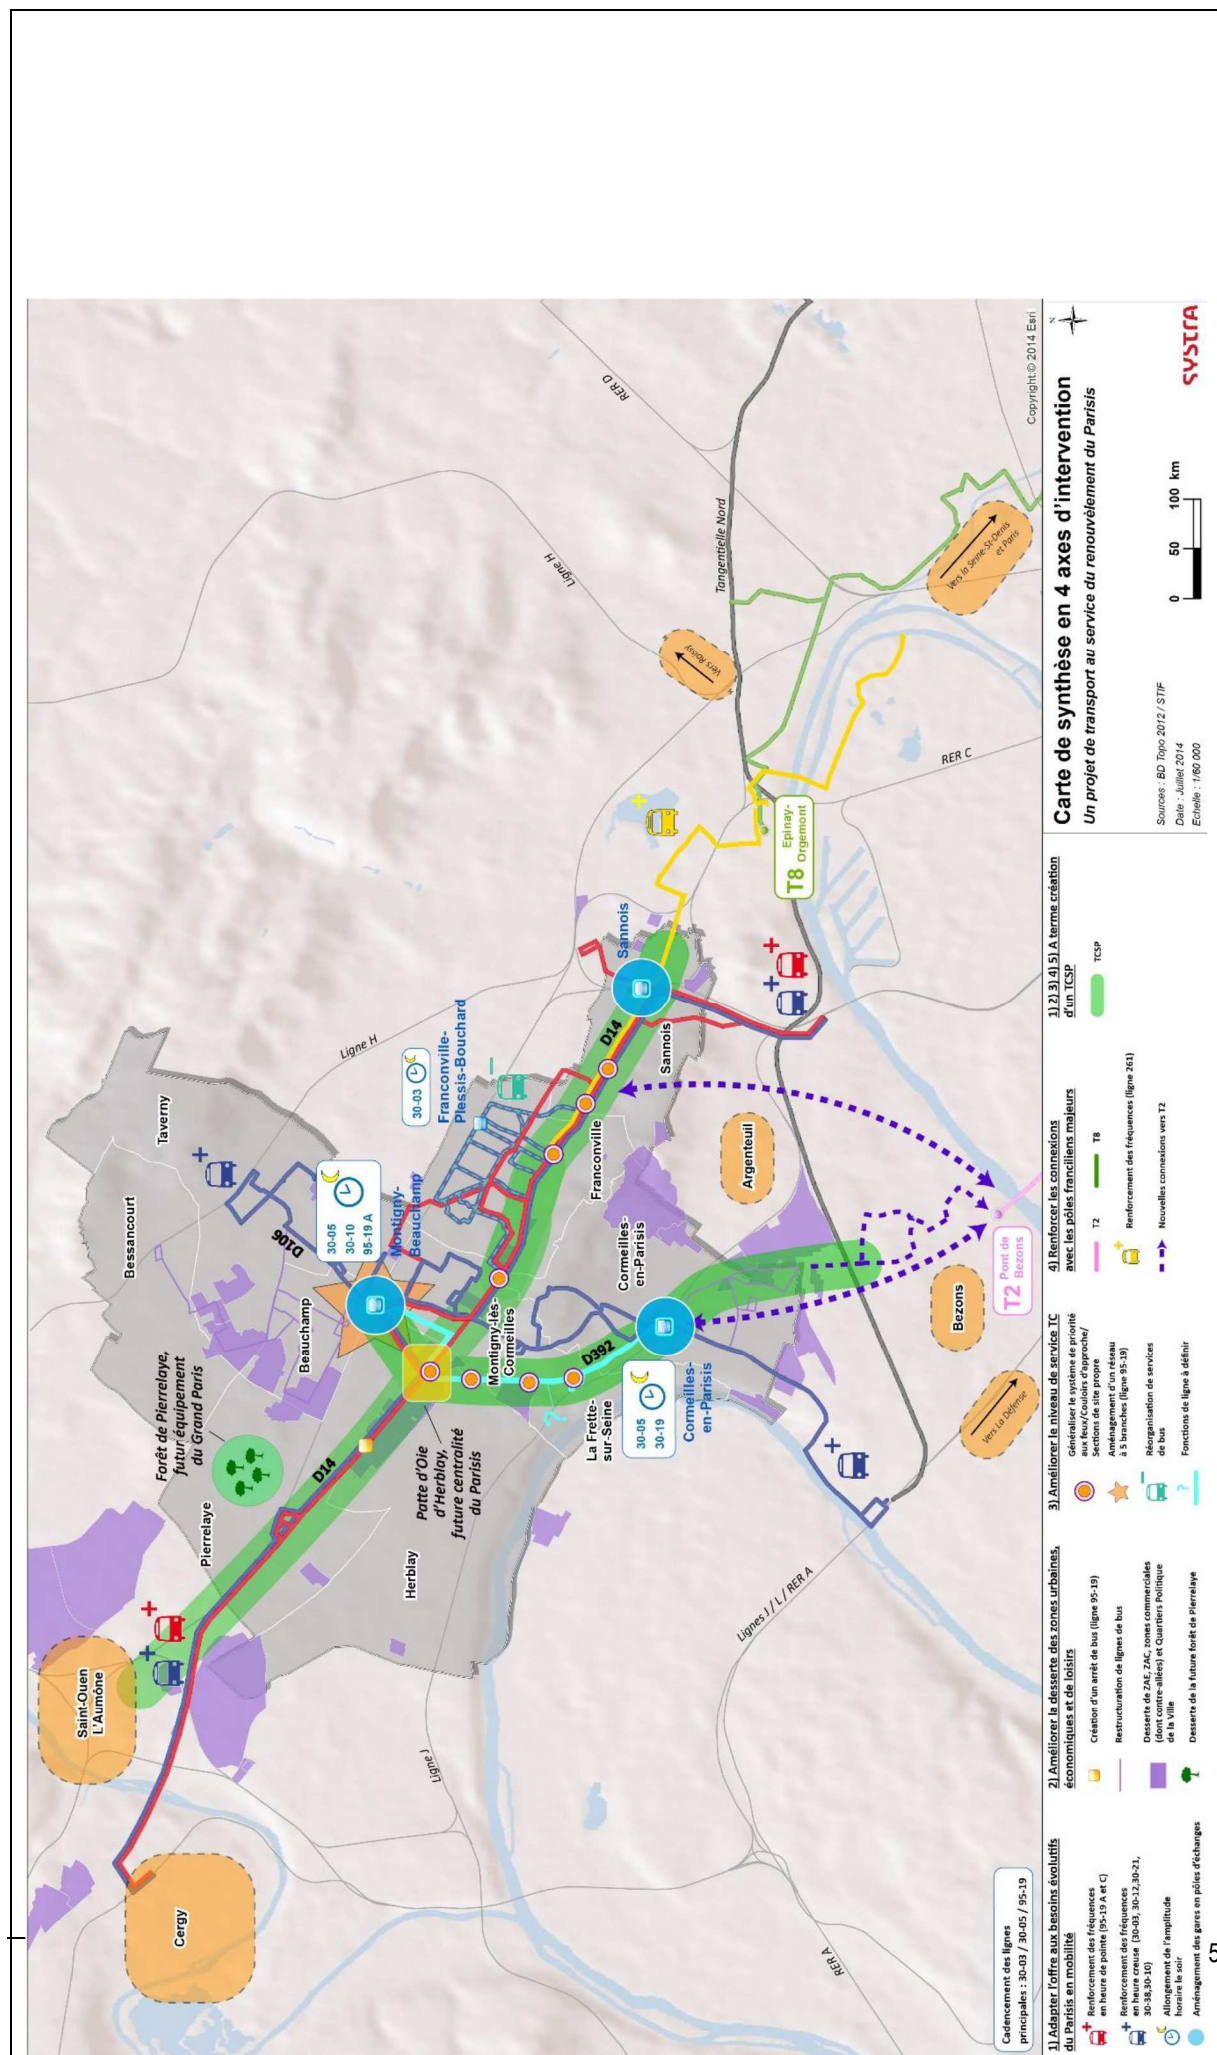 Cergy
Saint-Ouen
L'Aumône
Pierrelaye
Forêt de Pierrelaye,
futur équipement
du Grand Paris
D14
Herblay
Patte d'Oie
d'Herblay,
future centralité
du Parisis
Beauchamp
Bessancourt
Taverny
D106
30-05
30-10
95-19 A
Montigny-
Beauchamp
Ligne H
30-03
Franconville-
Plessis-Bouchard
Montigny-lès-
Cormeilles
D392
?
La Frette-
sur-Seine
30-05
30-19
Cormeilles-
en-Parisis
Cormeilles-
en-Parisis
Franconville
D14
Sannois
Sannois
Argenteuil
Bezons
Vers La Défense
T2 Pont de
Bezons
T8 Epinay-
Orgemont
Vers Roissy
Vers la Seine-St-Denis
et Paris
Tangentielle Nord
Ligne H
RER D
RER C
Ligne J
Lignes J / L / RER A
RER A
Copyright:© 2014 Esri
Cadencement des lignes
principales : 30-03 / 30-05 / 95-19
1) Adapter l'offre aux besoins évolutifs
du Parisis en mobilité
Renforcement des fréquences
en heure de pointe (95-19 A et C)
Renforcement des fréquences
en heure creuse (30-03, 30-12,30-21,
30-38,30-10)
Allongement de l'amplitude
horaire le soir
Aménagement des gares en pôles d'échanges
2) Améliorer la desserte des zones urbaines,
économiques et de loisirs
Création d'un arrêt de bus (ligne 95-19)
Restructuration de lignes de bus
Desserte de ZAE, ZAC, zones commerciales
(dont contre-allées) et Quartiers Politique
de la Ville
Desserte de la future forêt de Pierrelaye
3) Améliorer le niveau de service TC
Généraliser le système de priorité
aux feux/Couloirs d'approche/
Sections de site propre
Aménagement d'un réseau
à 5 branches (ligne 95-19)
Réorganisation de services
de bus
?
Fonctions de ligne à définir
4) Renforcer les connexions
avec les pôles franciliens majeurs
T2
T8
Renforcement des fréquences (ligne 261)
Nouvelles connexions vers T2
1) 2) 3) 4) 5) A terme création
d'un TCSP
TCSP
Carte de synthèse en 4 axes d'intervention
Un projet de transport au service du renouvèlement du Parisis
N
Sources : BD Topo 2012 / STIF
Date : Juillet 2014
Echelle : 1/60 000
0 50 100 km
SYSTRA